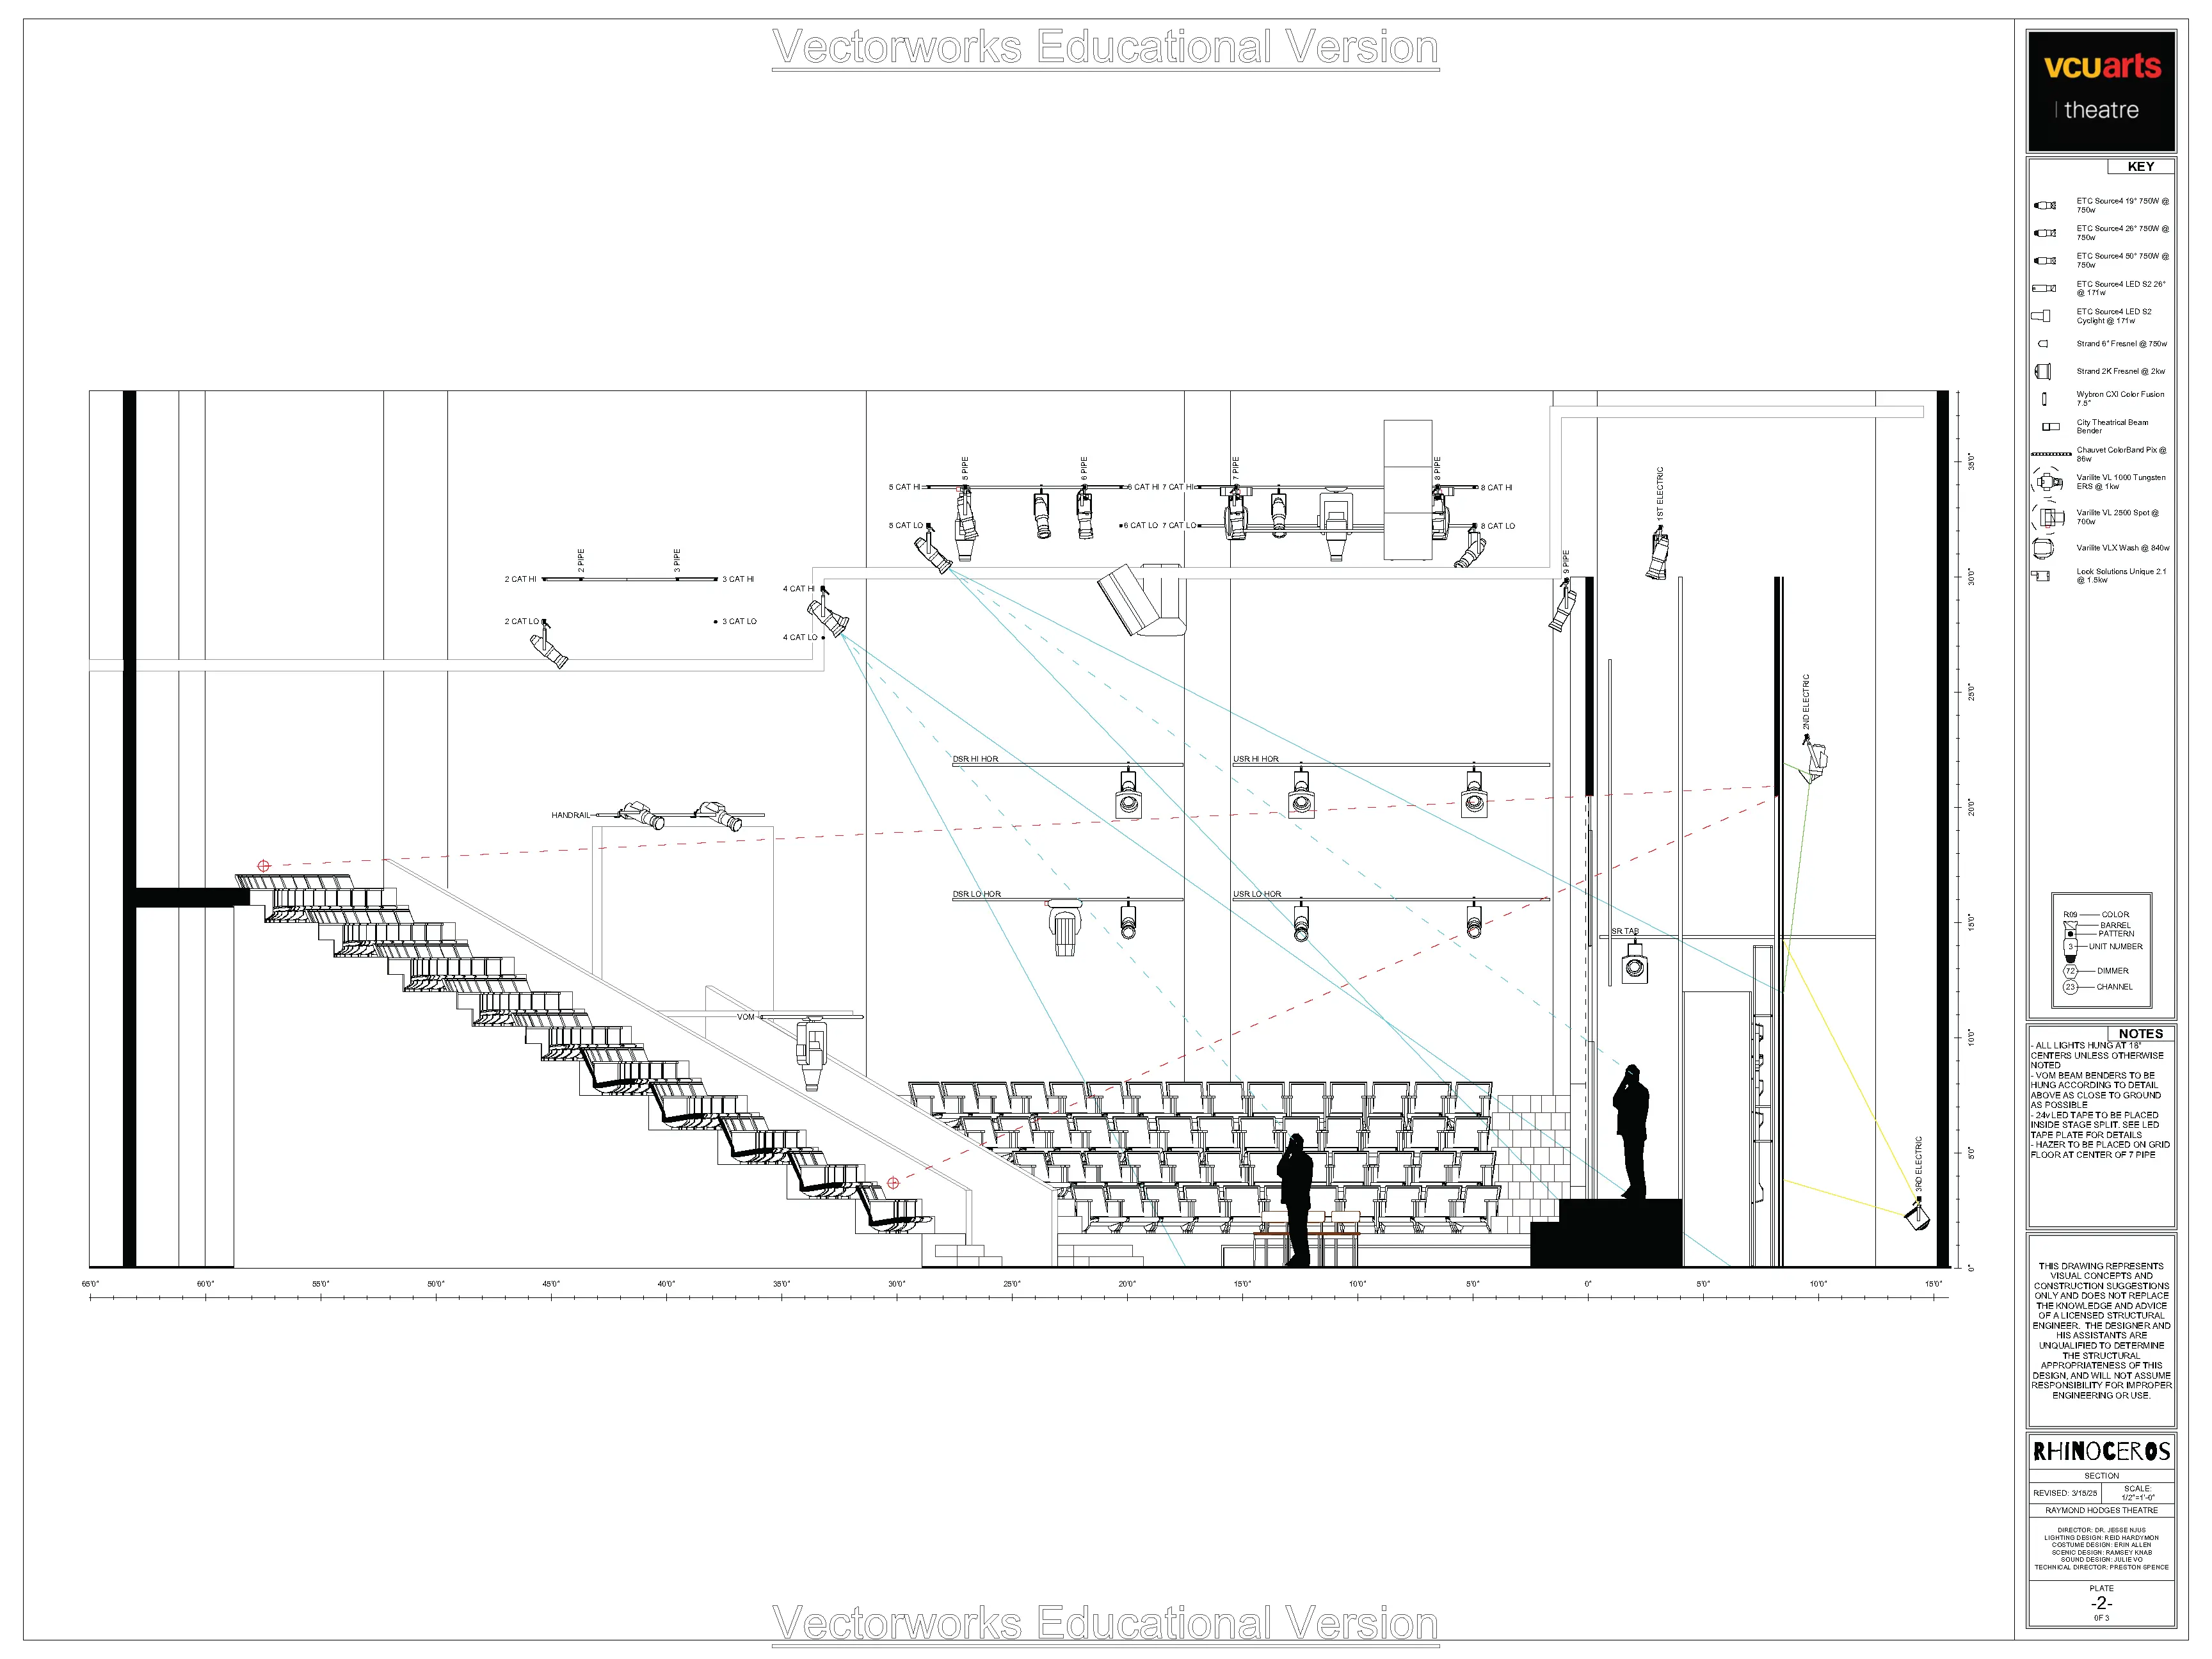 Vectorworks Educational Version
vcuarts
theatre
KEY
ETC Source4 19° 750W @
750w
ETC Source4 26° 750W @
750w
ETC Source4 50° 750W @
750w
ETC Source4 LED S2 26°
@ 171w
ETC Source4 LED S2
Cyclight @ 171w
Strand 6" Fresnel @ 750w
Strand 2K Fresnel @ 2kw
Wybron CXI Color Fusion
7.5"
City Theatrical Beam
Bender
Chauvet ColorBand Pix @
86w
Varilite VL 1000 Tungsten
ERS @ 1kw
Varilite VL 2500 Spot @
700w
Varilite VLX Wash @ 840w
Look Solutions Unique 2.1
@ 1.5kw
5 PIPE
6 PIPE
7 PIPE
8 PIPE
1ST ELECTRIC
5 CAT HI
6 CAT HI
7 CAT HI
8 CAT HI
5 CAT LO
6 CAT LO
7 CAT LO
8 CAT LO
2 PIPE
3 PIPE
9 PIPE
2 CAT HI
3 CAT HI
4 CAT HI
2 CAT LO
3 CAT LO
4 CAT LO
2ND ELECTRIC
DSR HI HOR
USR HI HOR
HANDRAIL
DSR LO HOR
USR LO HOR
SR TAB
VOM
3RD ELECTRIC
35'0"
30'0"
25'0"
20'0"
15'0"
10'0"
5'0"
0"
65'0"
60'0"
55'0"
50'0"
45'0"
40'0"
35'0"
30'0"
25'0"
20'0"
15'0"
10'0"
5'0"
0"
5'0"
10'0"
15'0"
R09
COLOR
BARREL
PATTERN
3
UNIT NUMBER
72
DIMMER
23
CHANNEL
NOTES
- ALL LIGHTS HUNG AT 18"
CENTERS UNLESS OTHERWISE
NOTED
- VOM BEAM BENDERS TO BE
HUNG ACCORDING TO DETAIL
ABOVE AS CLOSE TO GROUND
AS POSSIBLE
- 24v LED TAPE TO BE PLACED
INSIDE STAGE SPLIT. SEE LED
TAPE PLATE FOR DETAILS
- HAZER TO BE PLACED ON GRID
FLOOR AT CENTER OF 7 PIPE
THIS DRAWING REPRESENTS
VISUAL CONCEPTS AND
CONSTRUCTION SUGGESTIONS
ONLY AND DOES NOT REPLACE
THE KNOWLEDGE AND ADVICE
OF A LICENSED STRUCTURAL
ENGINEER. THE DESIGNER AND
HIS ASSISTANTS ARE
UNQUALIFIED TO DETERMINE
THE STRUCTURAL
APPROPRIATENESS OF THIS
DESIGN, AND WILL NOT ASSUME
RESPONSIBILITY FOR IMPROPER
ENGINEERING OR USE.
RHINOCEROS
SECTION
REVISED: 3/15/25
SCALE:
1/2"=1'-0"
RAYMOND HODGES THEATRE
DIRECTOR: DR. JESSE NJUS
LIGHTING DESIGN: REID HARDYMON
COSTUME DESIGN: ERIN ALLEN
SCENIC DESIGN: RAMSEY KNAB
SOUND DESIGN: JULIE VO
TECHNICAL DIRECTOR: PRESTON SPENCE
PLATE
-2-
OF 3
Vectorworks Educational Version